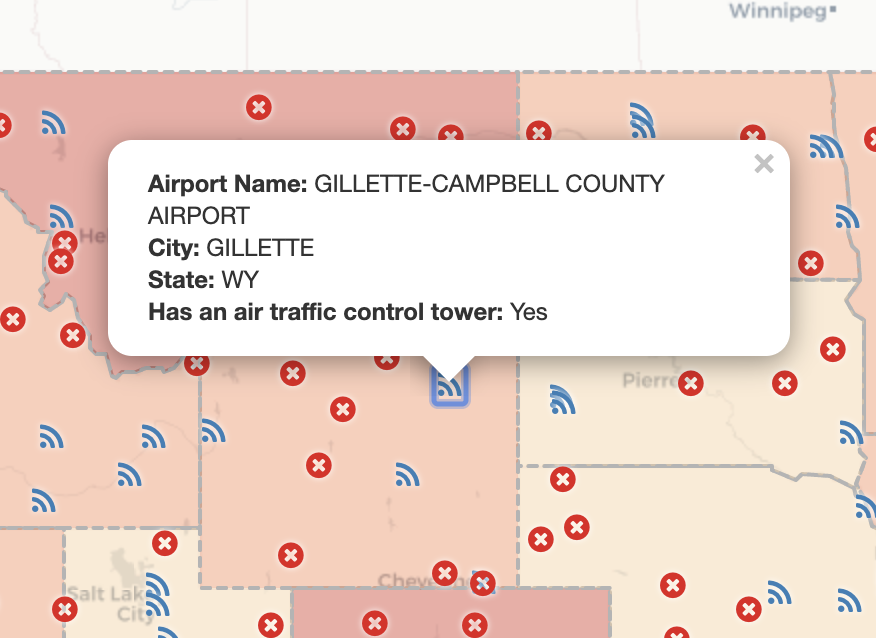 Winnipeg
Airport Name: GILLETTE-CAMPBELL COUNTY
AIRPORT
City: GILLETTE
State: WY
Has an air traffic control tower: Yes
He
Pierre
Salt Lake
City